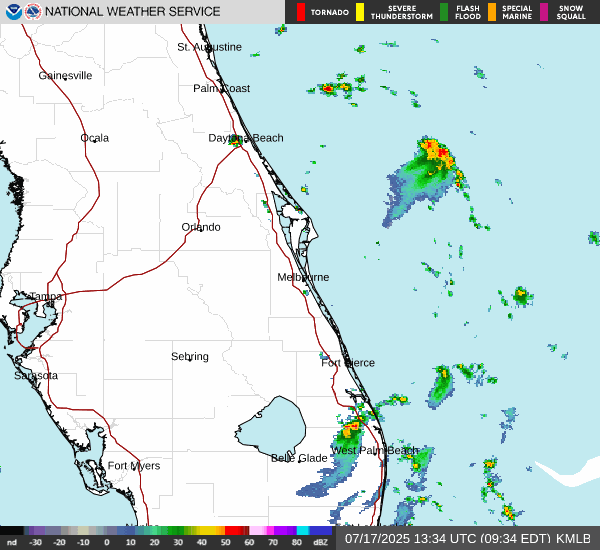 NATIONAL WEATHER SERVICE
TORNADO
SEVERE THUNDERSTORM
FLASH FLOOD
SPECIAL MARINE
SNOW SQUALL
St. Augustine
Gainesville
Palm Coast
Ocala
Daytona Beach
Orlando
Melbourne
Tampa
Sebring
Fort Pierce
Sarasota
West Palm Beach
Belle Glade
Fort Myers
nd -30 -20 -10 0 10 20 30 40 50 60 70 80 dBZ
07/17/2025 13:34 UTC (09:34 EDT) KMLB